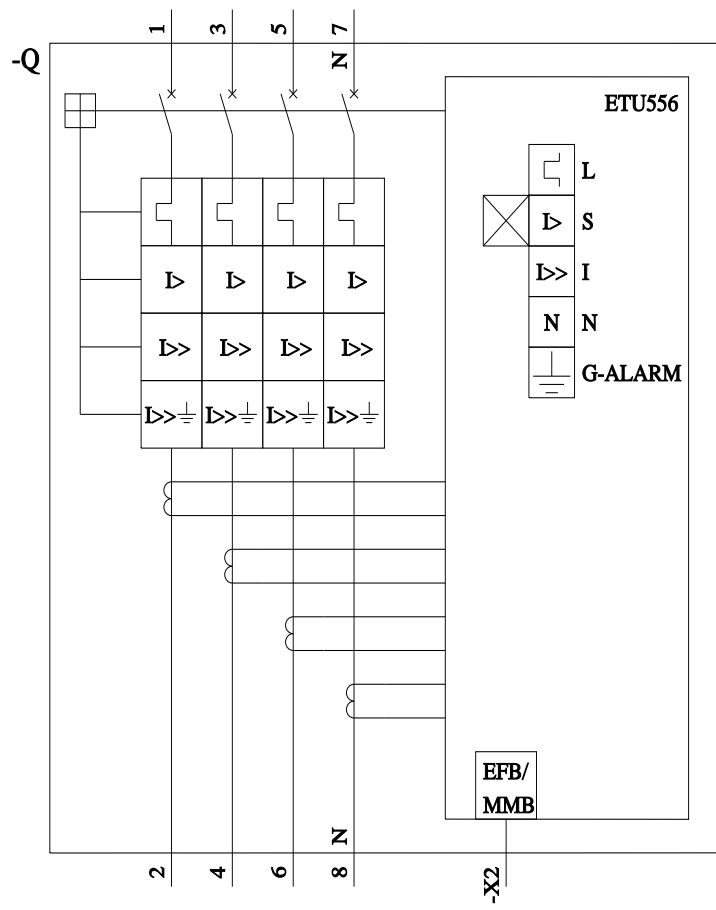 1 3 5 7
N
-Q
ETU556
L
I> I> I> I> I> S
I>> I
I>> I>> I>> I>> N N
I>> I>> I>> I>> G-ALARM
EFB/
MMB
N
2 4 6 8 -X2